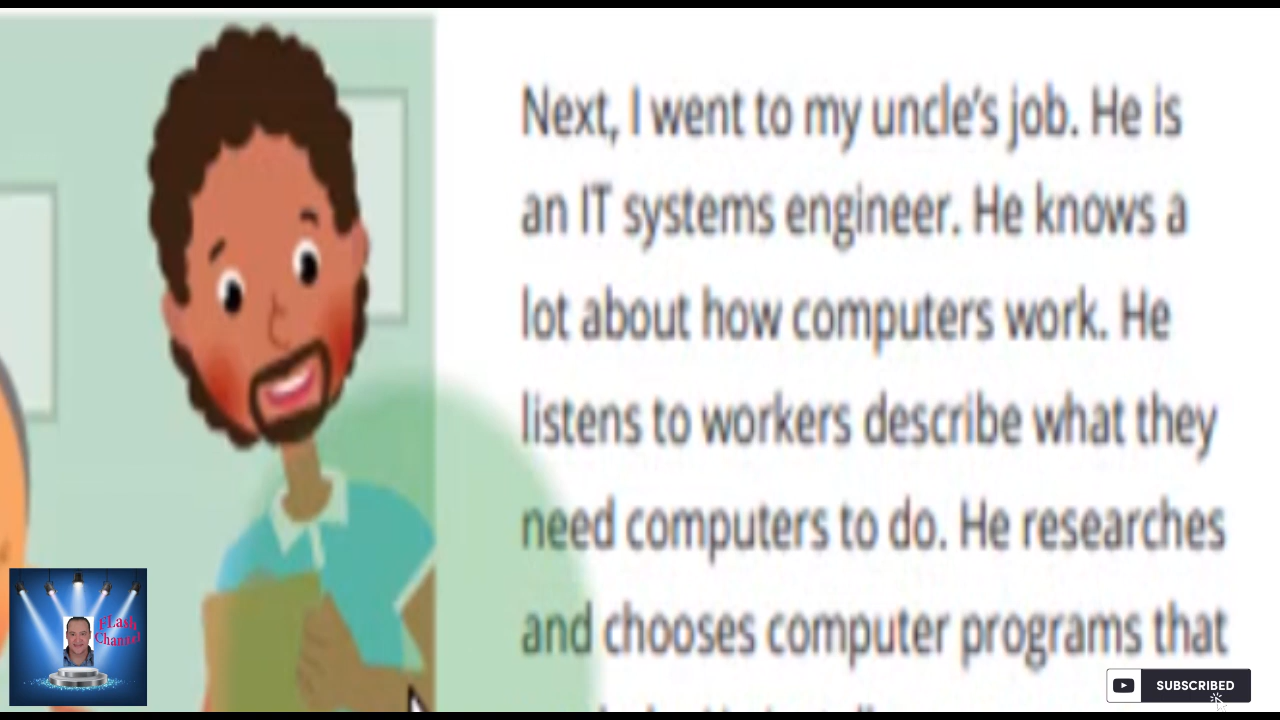 Next, I went to my uncle's job. He is
an IT systems engineer. He knows a
lot about how computers work. He
listens to workers describe what they
need computers to do. He researches
and chooses computer programs that
FLash
Channel
SUBSCRIBED